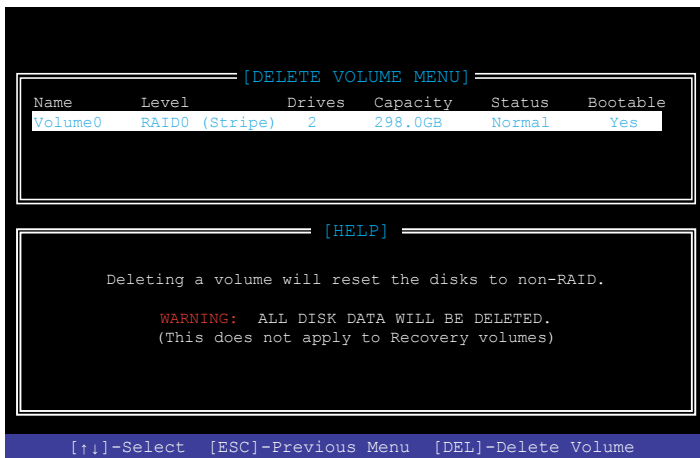 [DELETE VOLUME MENU]
Name Level Drives Capacity Status Bootable
Volume0 RAID0 (Stripe) 2 298.0GB Normal Yes
[HELP]
Deleting a volume will reset the disks to non-RAID.
WARNING: ALL DISK DATA WILL BE DELETED.
(This does not apply to Recovery volumes)
[↑↓]-Select [ESC]-Previous Menu [DEL]-Delete Volume